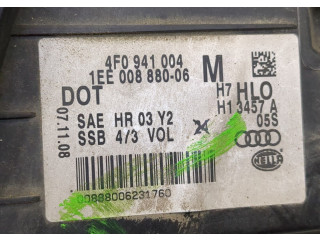 4F0 941 004
1EE 008 880-06 M
DOT H7 HLO
H1 3457 A
07.11.08
SAE HR 03 Y2 05S
SSB 4/3 VOL
HELLA
00888006231760